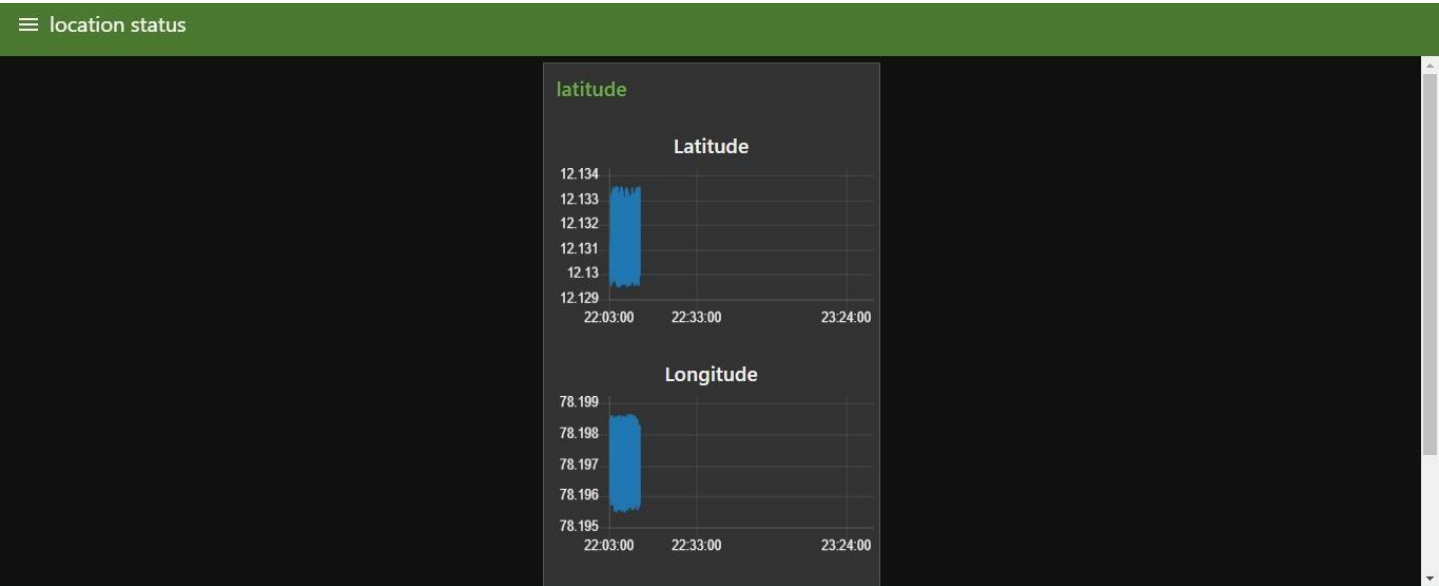 location status
latitude
Latitude
12.134
12.133
12.132
12.131
12.13
12.129
22:03:00 22:33:00 23:24:00
Longitude
78.199
78.198
78.197
78.196
78.195
22:03:00 22:33:00 23:24:00